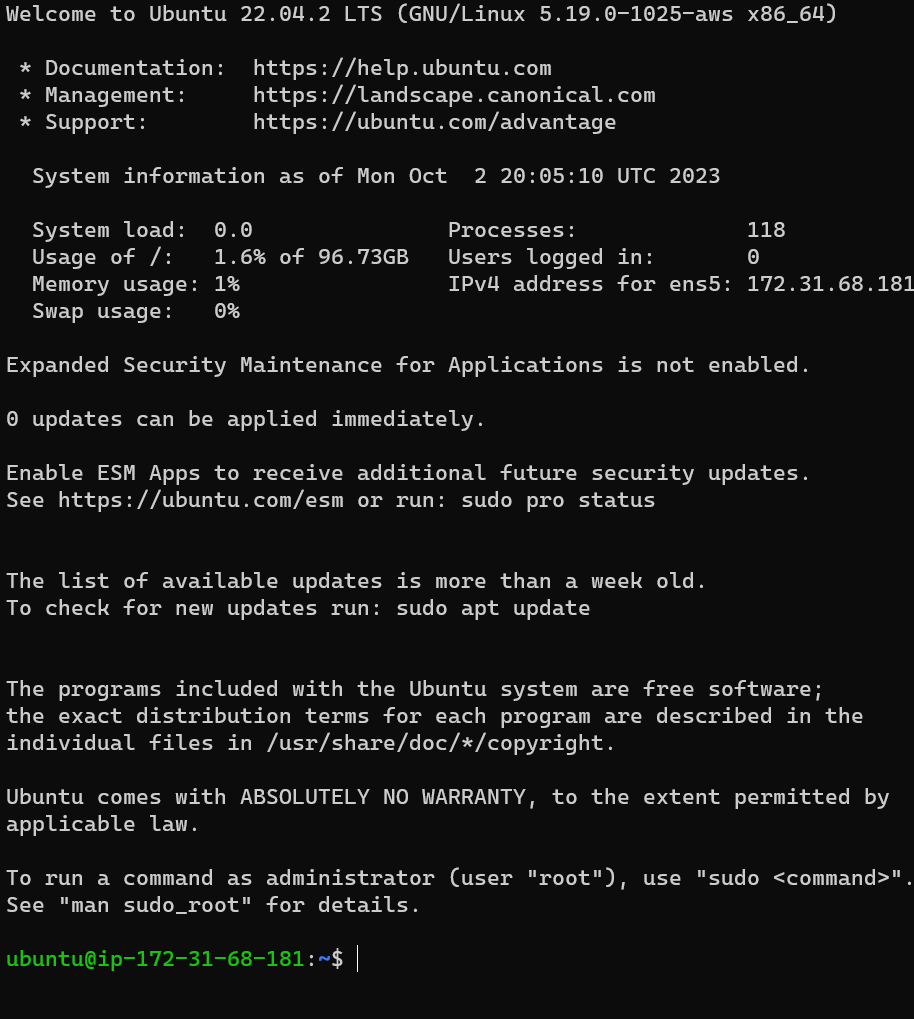 Welcome to Ubuntu 22.04.2 LTS (GNU/Linux 5.19.0-1025-aws x86_64)
* Documentation:  https://help.ubuntu.com
* Management:     https://landscape.canonical.com
* Support:        https://ubuntu.com/advantage
System information as of Mon Oct  2 20:05:10 UTC 2023
System load:  0.0               Processes:             118
Usage of /:   1.6% of 96.73GB   Users logged in:       0
Memory usage: 1%                IPv4 address for ens5: 172.31.68.181
Swap usage:   0%
Expanded Security Maintenance for Applications is not enabled.
0 updates can be applied immediately.
Enable ESM Apps to receive additional future security updates.
See https://ubuntu.com/esm or run: sudo pro status
The list of available updates is more than a week old.
To check for new updates run: sudo apt update
The programs included with the Ubuntu system are free software;
the exact distribution terms for each program are described in the
individual files in /usr/share/doc/*/copyright.
Ubuntu comes with ABSOLUTELY NO WARRANTY, to the extent permitted by
applicable law.
To run a command as administrator (user "root"), use "sudo <command>".
See "man sudo_root" for details.
ubuntu@ip-172-31-68-181:~$